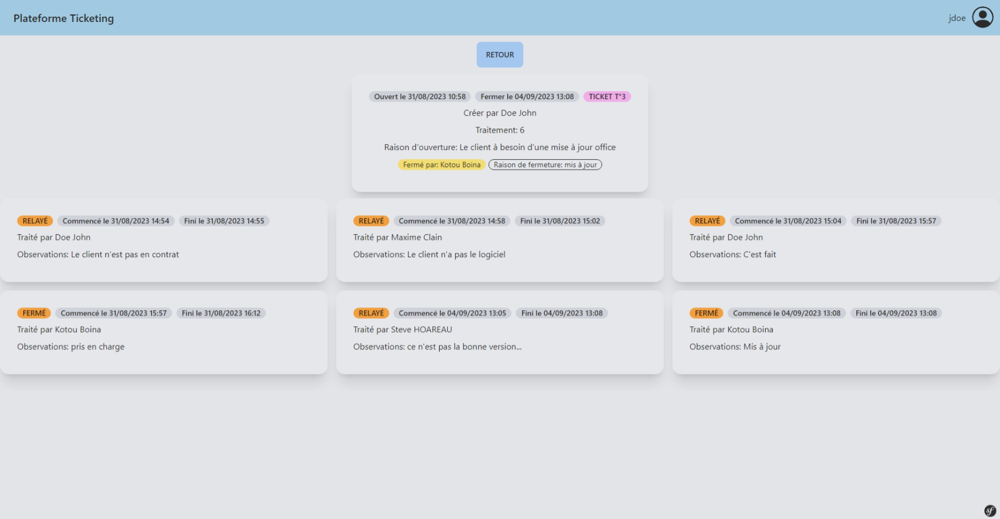 Plateforme Ticketing
jdoe
RETOUR
Ouvert le 31/08/2023 10:58 Fermer le 04/09/2023 13:08 TICKET T°3
Créer par Doe John
Traitement: 6
Raison d'ouverture: Le client à besoin d'une mise à jour office
Fermé par: Kotou Boina Raison de fermeture: mis à jour
RELAYÉ Commencé le 31/08/2023 14:54 Fini le 31/08/2023 14:55
Traité par Doe John
Observations: Le client n'est pas en contrat
RELAYÉ Commencé le 31/08/2023 14:58 Fini le 31/08/2023 15:02
Traité par Maxime Clain
Observations: Le client n'a pas le logiciel
RELAYÉ Commencé le 31/08/2023 15:04 Fini le 31/08/2023 15:57
Traité par Doe John
Observations: C'est fait
FERMÉ Commencé le 31/08/2023 15:57 Fini le 31/08/2023 16:12
Traité par Kotou Boina
Observations: pris en charge
RELAYÉ Commencé le 04/09/2023 13:05 Fini le 04/09/2023 13:08
Traité par Steve HOAREAU
Observations: ce n'est pas la bonne version...
FERMÉ Commencé le 04/09/2023 13:08 Fini le 04/09/2023 13:08
Traité par Kotou Boina
Observations: Mis à jour
sf